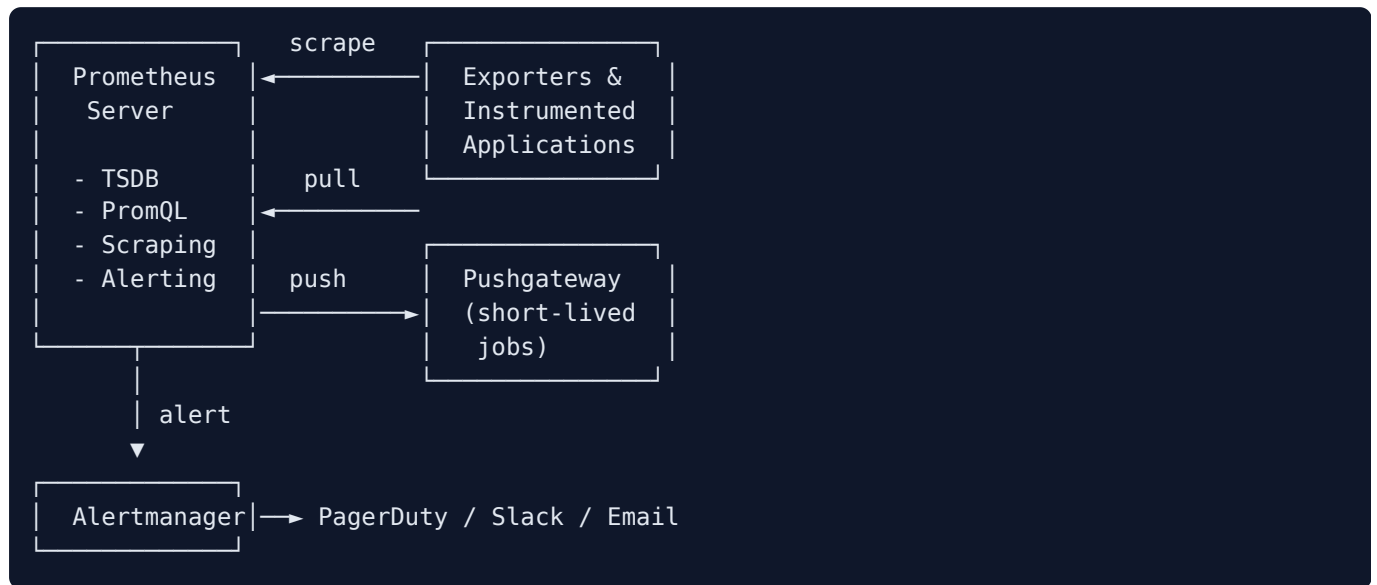 scrape
Prometheus Exporters &
Server Instrumented
Applications
- TSDB pull
- PromQL
- Scraping
- Alerting push Pushgateway
(short-lived
jobs)
alert
Alertmanager PagerDuty / Slack / Email